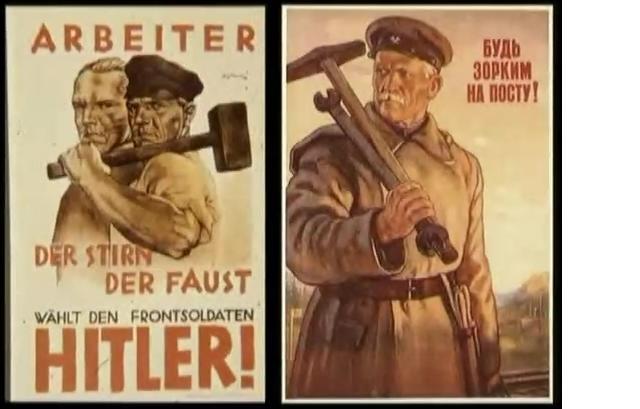 ARBEITER
DER STIRN
DER FAUST
WÄHLT DEN FRONTSOLDATEN
HITLER!
БУДЬ
ЗОРКИМ
НА ПОСТУ!